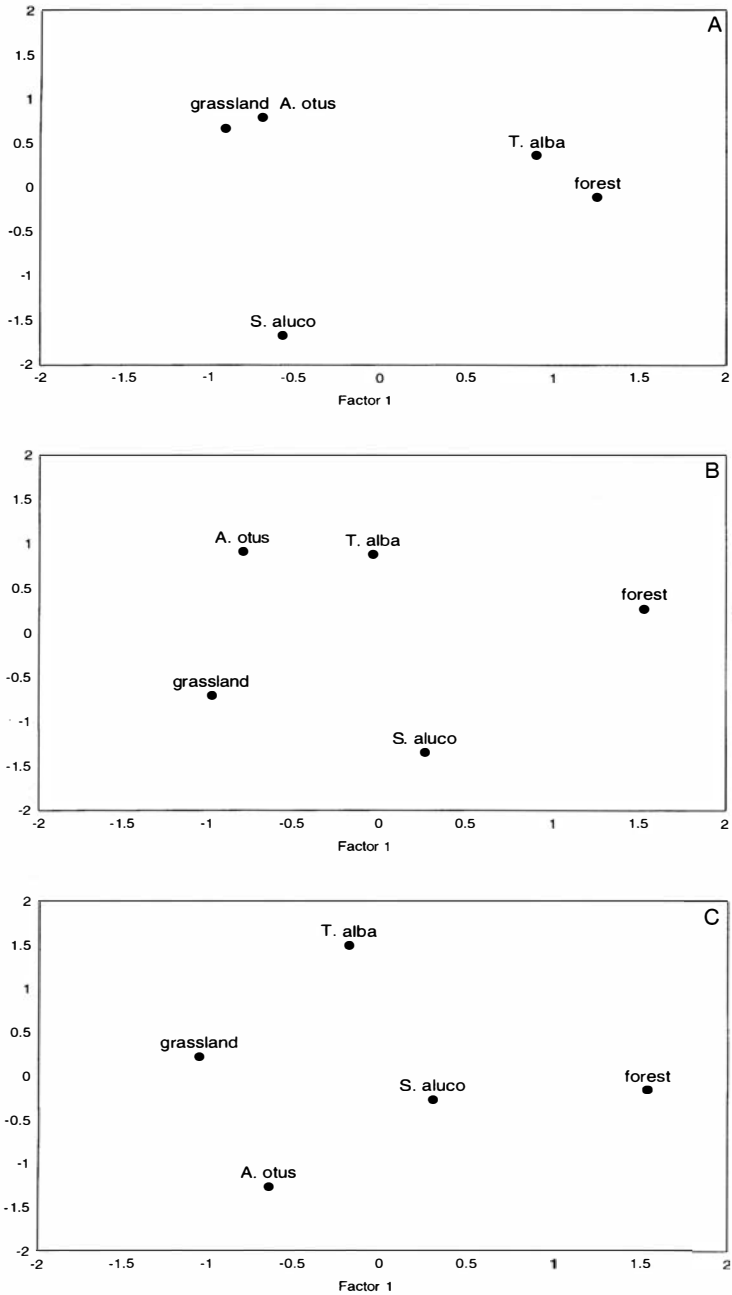 2
A
1.5
1
grassland A. otus
0.5
T. alba
forest
0
-0.5
-1
S. aluco
-1.5
-2
-2 -1.5 -1 -0.5 0 0.5 1 1.5 2
Factor 1
2
B
1.5
1
A. otus T. alba
0.5
forest
0
grassland
-0.5
-1
S. aluco
-1.5
-2
-2 -1.5 -1 -0.5 0 0.5 1 1.5 2
Factor 1
2
C
T. alba
1.5
1
0.5
grassland
0
S. aluco forest
-0.5
-1
A. otus
-1.5
-2
-2 -1.5 -1 -0.5 0 0.5 1 1.5 2
Factor 1